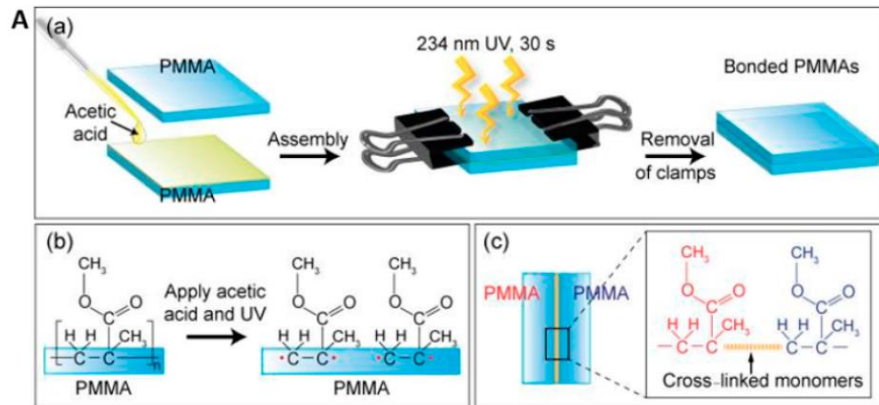 A
(a)
PMMA
Acetic
acid
PMMA
Assembly
234 nm UV, 30 s
Removal
of clamps
Bonded PMMAs
(b)
CH3
O
O
C
H H
CH3
C C
n
PMMA
Apply acetic
acid and UV
CH3 CH3
O O
O O
C C
H H CH3 H H CH3
C C C C
PMMA
(c)
PMMA PMMA
CH3 CH3
O O
O O
C C
H H CH3 H H CH3
C C C C
Cross-linked monomers